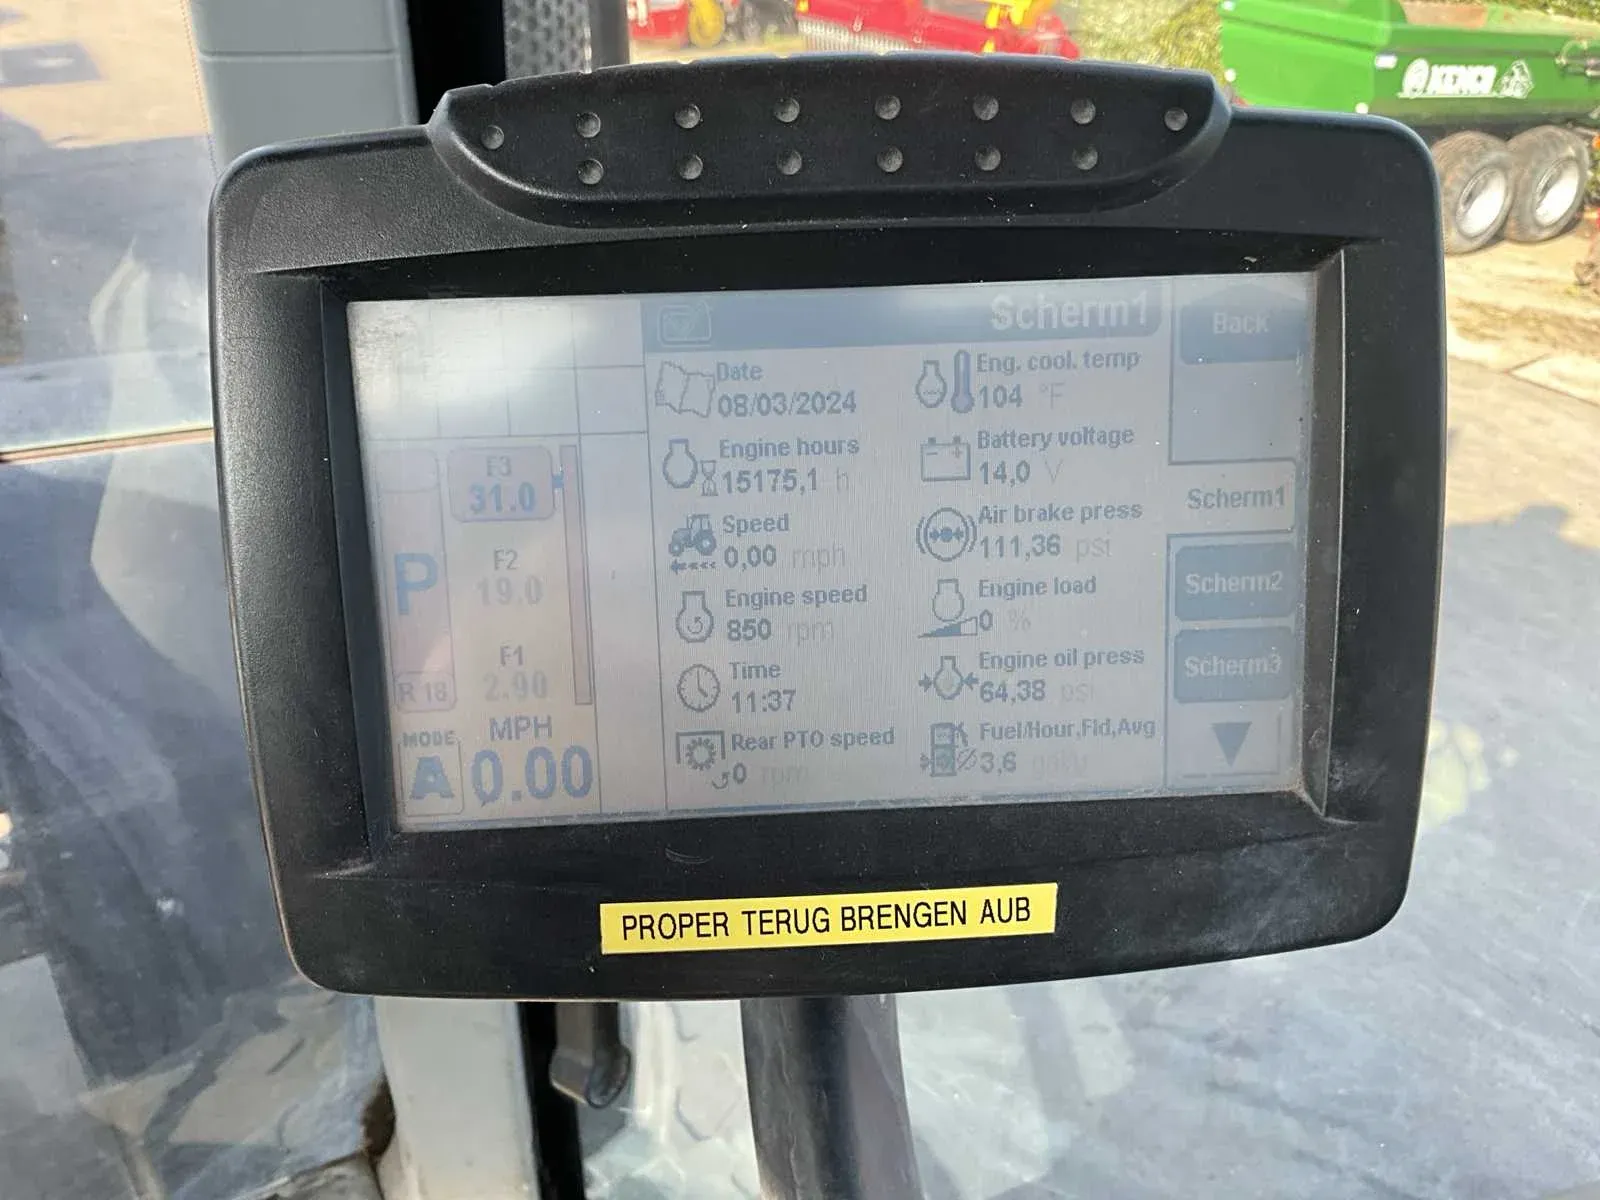 KENCO
Scherm1
Back
Date
08/03/2024
Eng. cool. temp
104 °F
Engine hours
15175,1 h
Battery voltage
14,0 V
Speed
0,00 mph
Air brake press
111,36 psi
Engine speed
850 rpm
Engine load
0 %
Time
11:37
Engine oil press
64,38 psi
Rear PTO speed
0 rpm
Fuel/Hour,Fld,Avg
3,6
F3
31.0
F2
19.0
F1
2.90
P
R 18
MODE
A
MPH
0.00
Scherm1
Scherm2
Scherm3
PROPER TERUG BRENGEN AUB